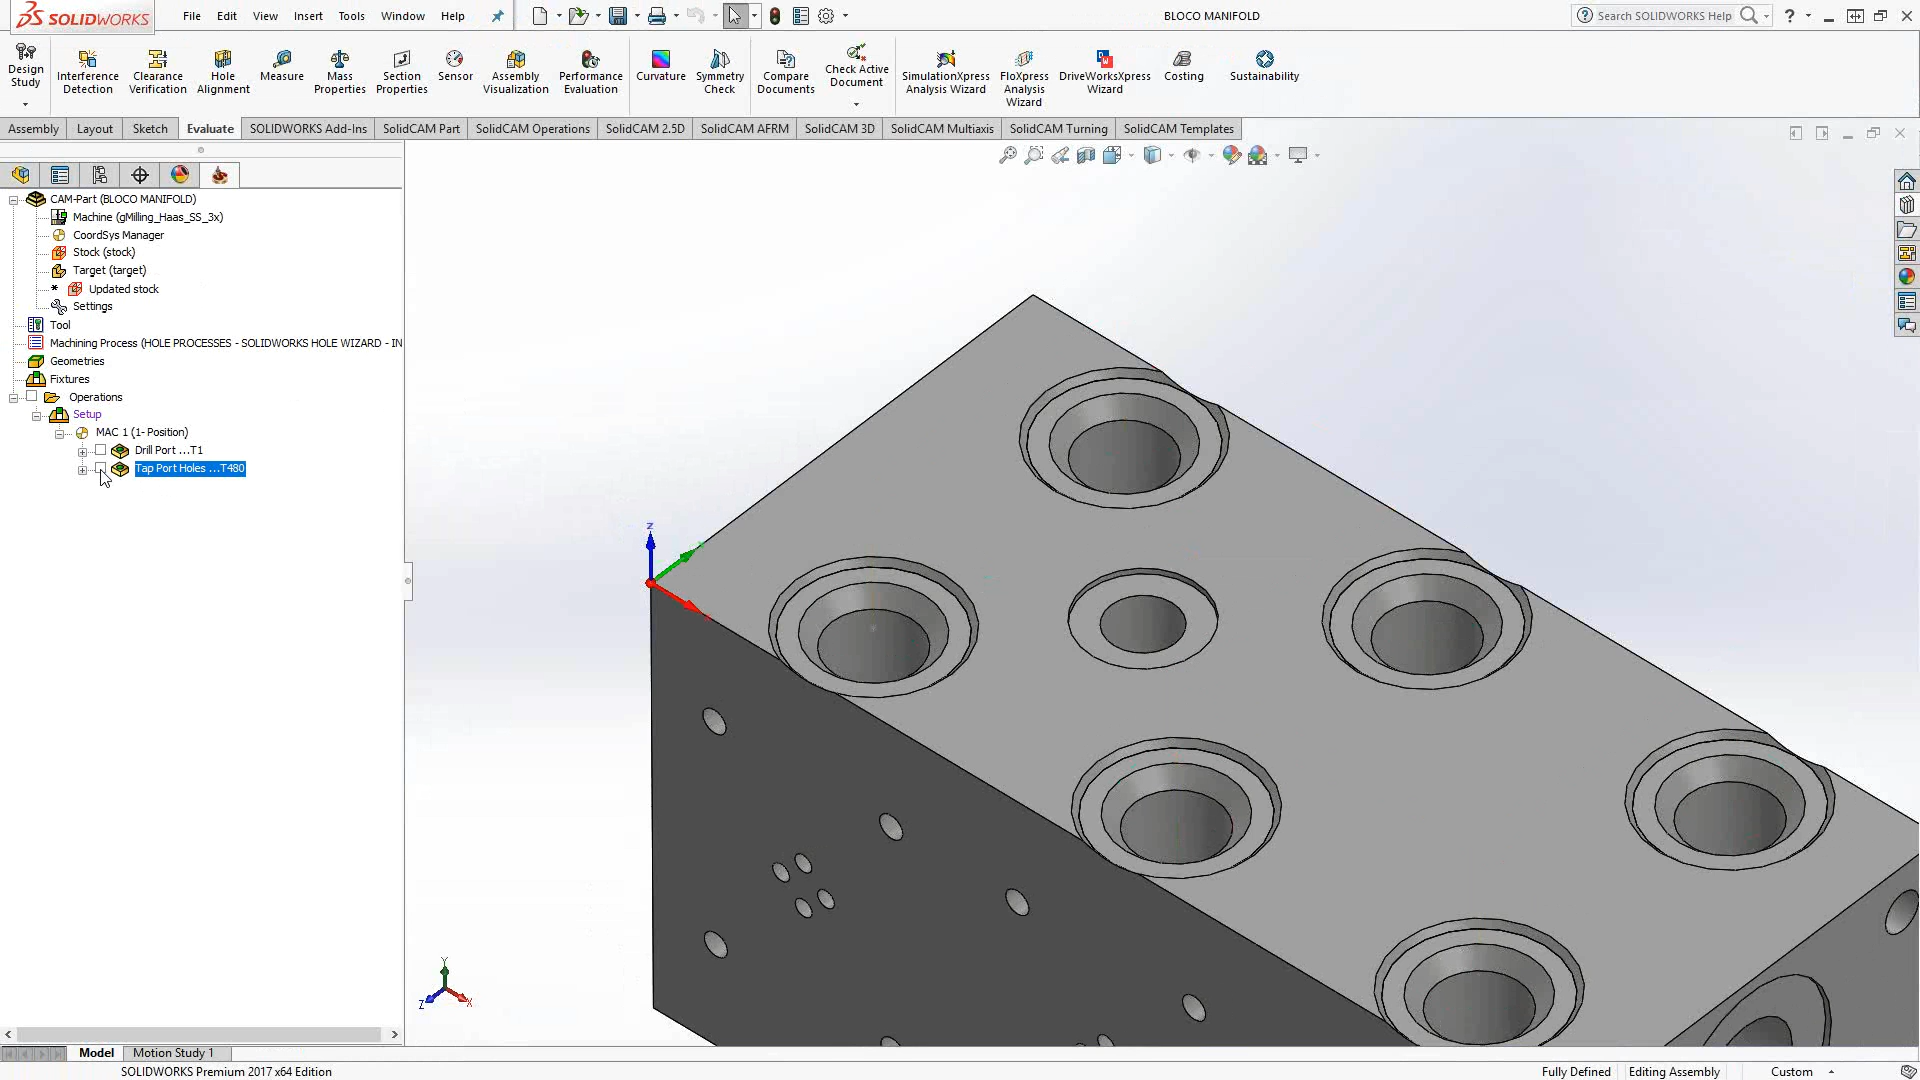 SOLIDWORKS
File Edit View Insert Tools Window Help
BLOCO MANIFOLD
Search SOLIDWORKS Help
Design Study
Interference Detection
Clearance Verification
Hole Alignment
Measure
Mass Properties
Section Properties
Sensor
Assembly Visualization
Performance Evaluation
Curvature
Symmetry Check
Compare Documents
Check Active Document
SimulationXpress Analysis Wizard
FloXpress Analysis Wizard
DriveWorksXpress Wizard
Costing
Sustainability
Assembly Layout Sketch Evaluate SOLIDWORKS Add-Ins SolidCAM Part SolidCAM Operations SolidCAM 2.5D SolidCAM AFRM SolidCAM 3D SolidCAM Multiaxis SolidCAM Turning SolidCAM Templates
CAM-Part (BLOCO MANIFOLD)
Machine (gMilling_Haas_SS_3x)
CoordSys Manager
Stock (stock)
Target (target)
* Updated stock
Settings
Tool
Machining Process (HOLE PROCESSES - SOLIDWORKS HOLE WIZARD - IN
Geometries
Fixtures
Operations
Setup
MAC 1 (1- Position)
Drill Port ...T1
Tap Port Holes ...T480
Z
Y
Z
X
Model Motion Study 1
SOLIDWORKS Premium 2017 x64 Edition
Fully Defined Editing Assembly Custom